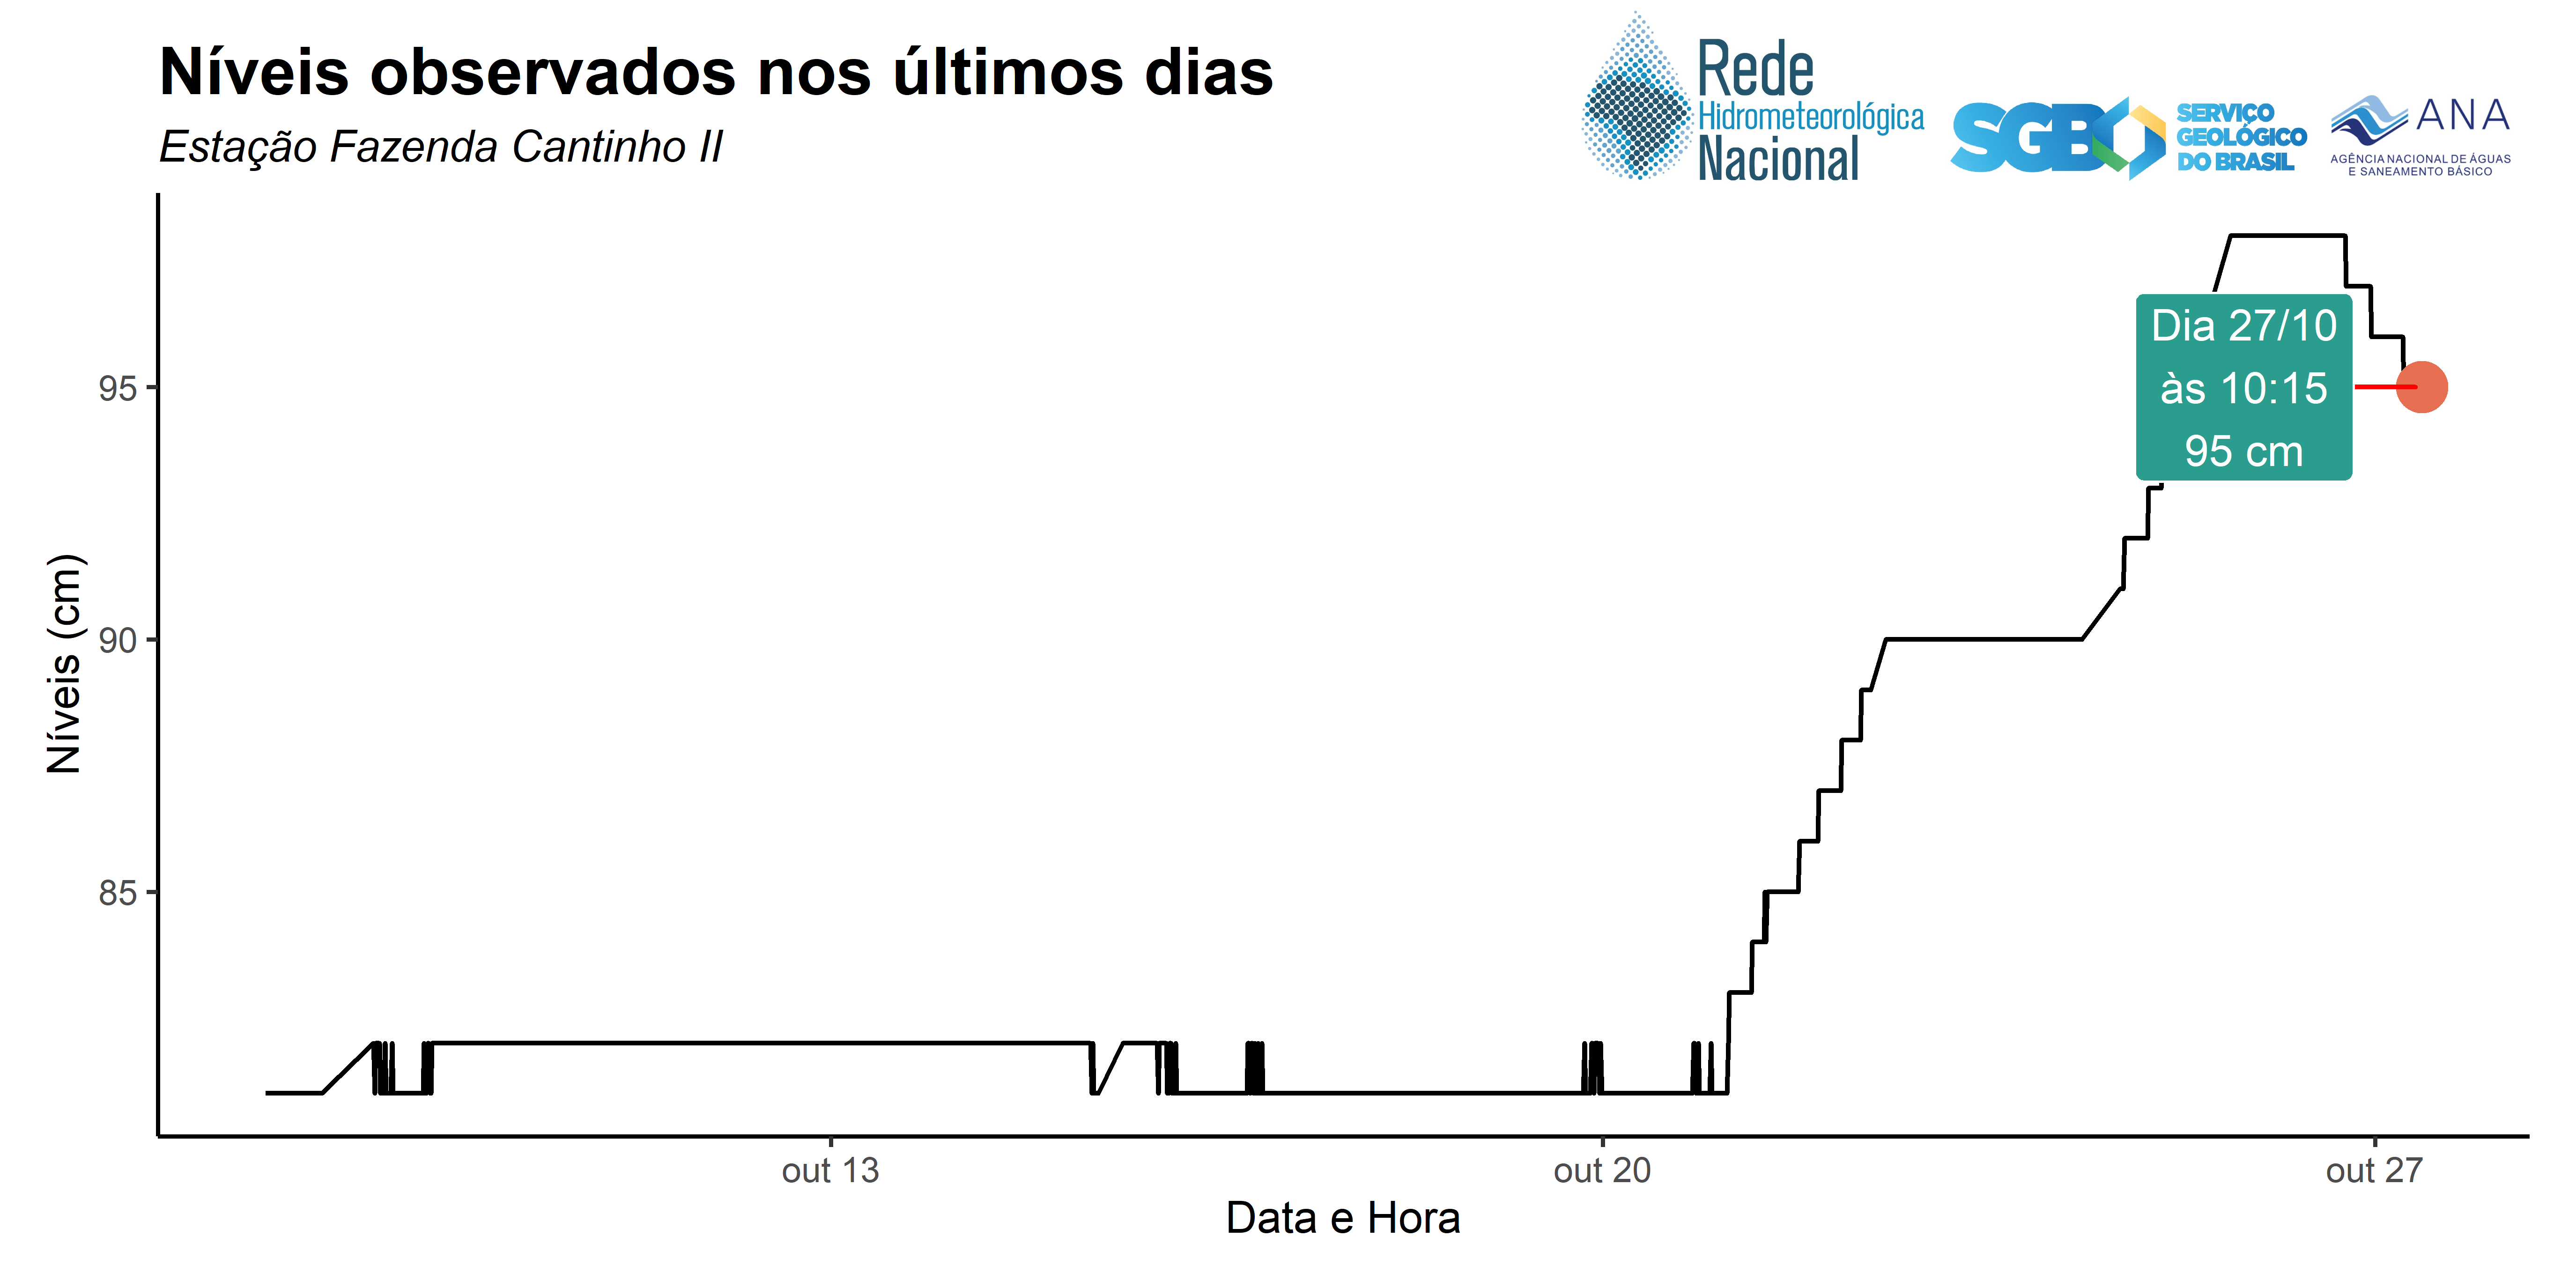 Níveis observados nos últimos dias
Estação Fazenda Cantinho II
Rede
Hidrometeorológica
Nacional
SGB
SERVIÇO
GEOLÓGICO
DO BRASIL
ANA
AGÊNCIA NACIONAL DE ÁGUAS
E SANEAMENTO BÁSICO
Dia 27/10
às 10:15
95 cm
Níveis (cm)
95
90
85
out 13
out 20
out 27
Data e Hora